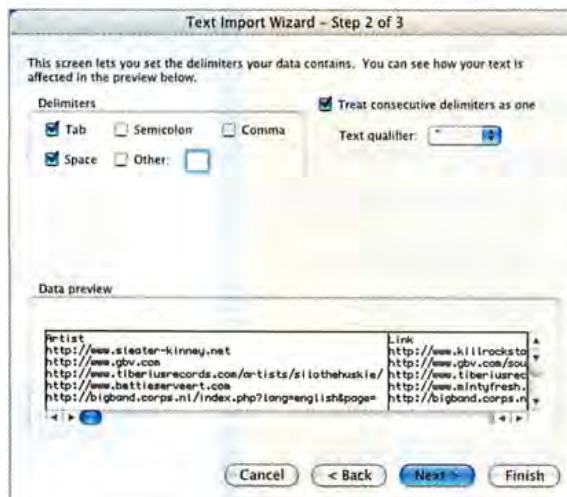 Text Import Wizard – Step 2 of 3
This screen lets you set the delimiters your data contains. You can see how your text is
affected in the preview below.
Delimiters
Treat consecutive delimiters as one
Tab Semicolon Comma
Text qualifier: "
Space Other:
Data preview
Artist Link
http://www.sleater-kinney.net http://www.killrocksta
http://www.gbv.com http://www.gbv.com/sou
http://www.tiberiusrecords.com/artists/silothehuskie/ http://www.tiberiusrec
http://www.bettieserveert.com http://www.mintyfresh.
http://bigband.corps.nl/index.php?lang=english&page= http://bigband.corps.n
Cancel < Back Next > Finish